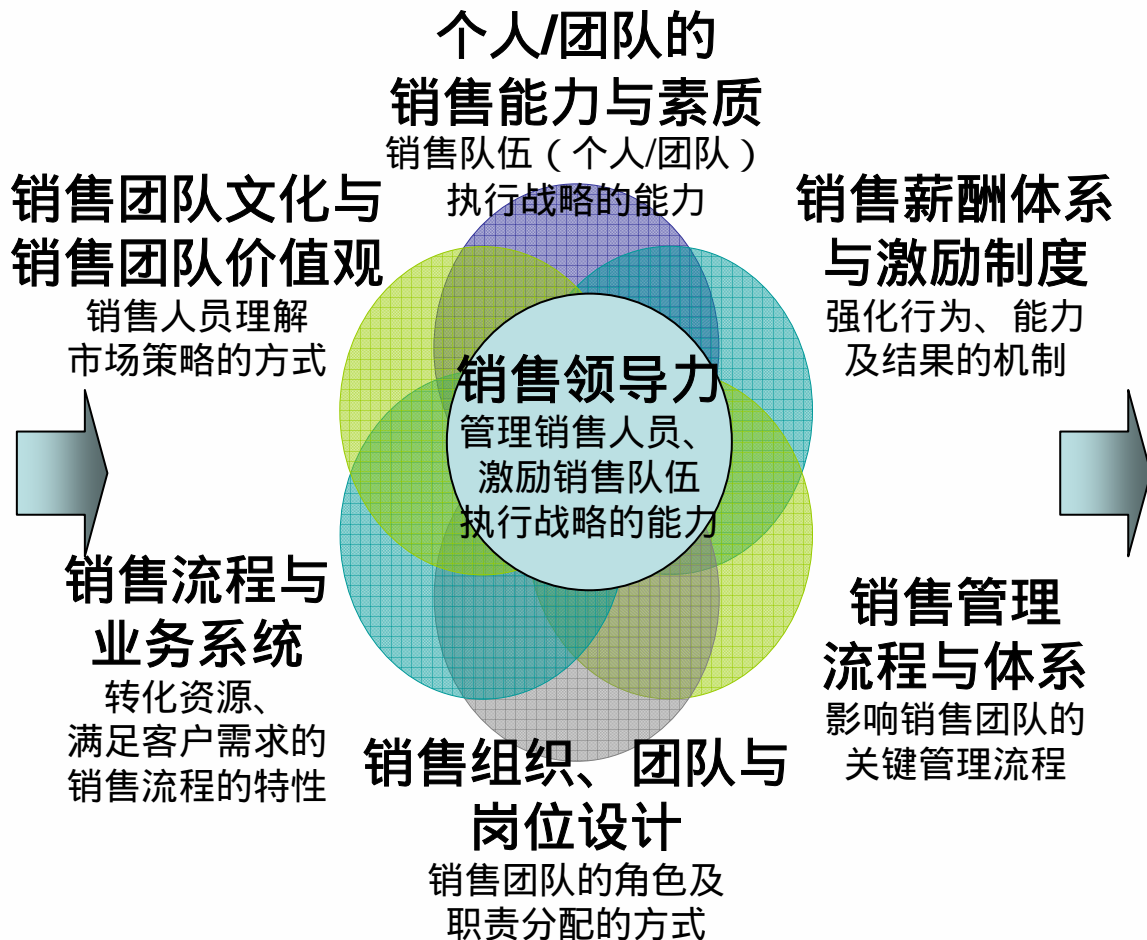 个人/团队的
销售能力与素质
销售队伍（个人/团队）
执行战略的能力
销售团队文化与
销售团队价值观
销售人员理解
市场策略的方式
销售薪酬体系
与激励制度
强化行为、能力
及结果的机制
销售领导力
管理销售人员、
激励销售队伍
执行战略的能力
销售流程与
业务系统
转化资源、
满足客户需求的
销售流程的特性
销售管理
流程与体系
影响销售团队的
关键管理流程
销售组织、团队与
岗位设计
销售团队的角色及
职责分配的方式